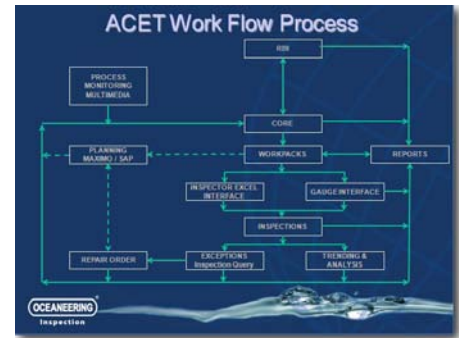 ACET Work Flow Process
RBI
PROCESS
MONITORING
MULTIMEDIA
CORE
PLANNING
MAXIMO / SAP
WORKPACKS
REPORTS
INSPECTOR EXCEL
INTERFACE
GAUGE INTERFACE
INSPECTIONS
REPAIR ORDER
EXCEPTIONS
Inspection Query
TRENDING &
ANALYSIS
OCEANEERING
Inspection